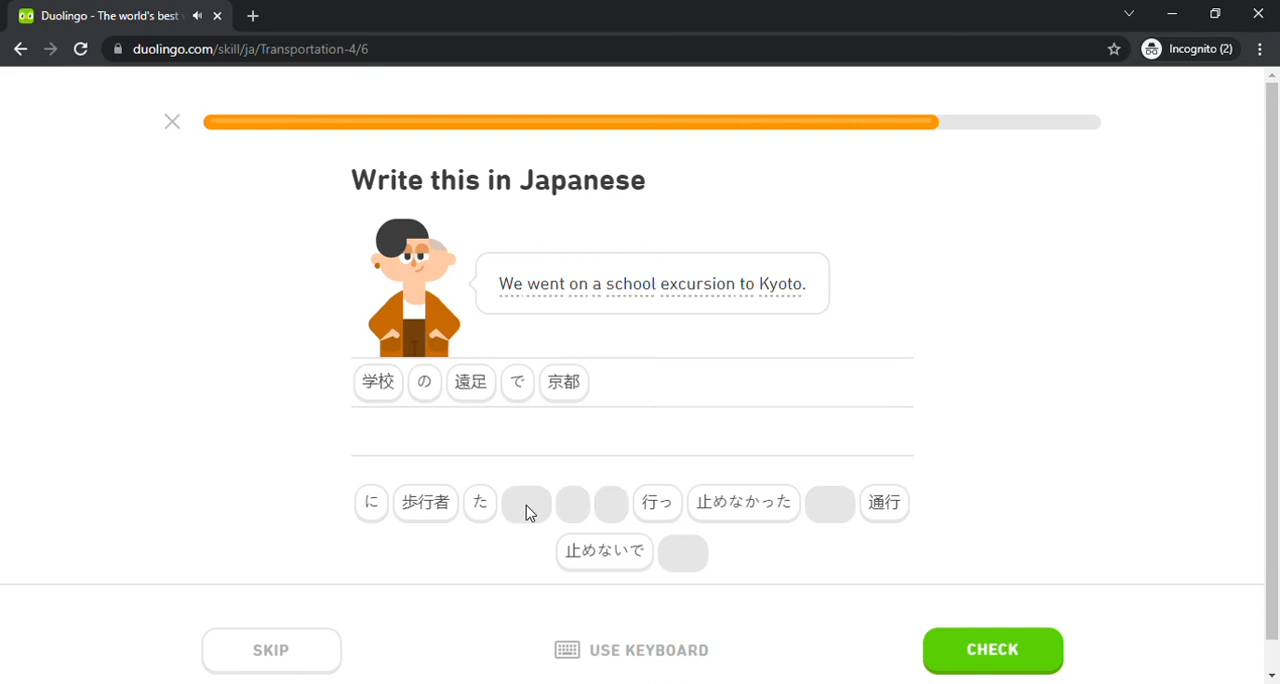 Duolingo - The world's best
duolingo.com/skill/ja/Transportation-4/6
Incognito (2)
Write this in Japanese
We went on a school excursion to Kyoto.
学校 の 遠足 で 京都
に 歩行者 た 行っ 止めなかった 通行
止めないで
SKIP
USE KEYBOARD
CHECK